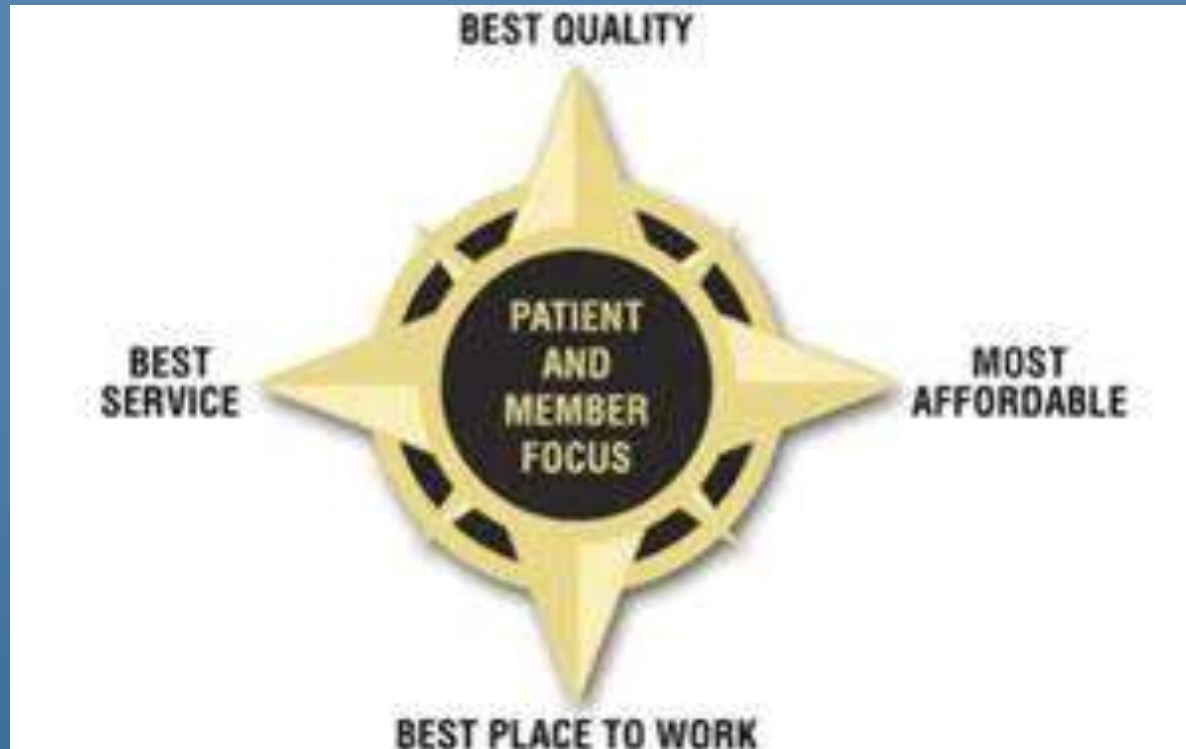 BEST QUALITY
BEST
SERVICE
PATIENT
AND
MEMBER
FOCUS
MOST
AFFORDABLE
BEST PLACE TO WORK